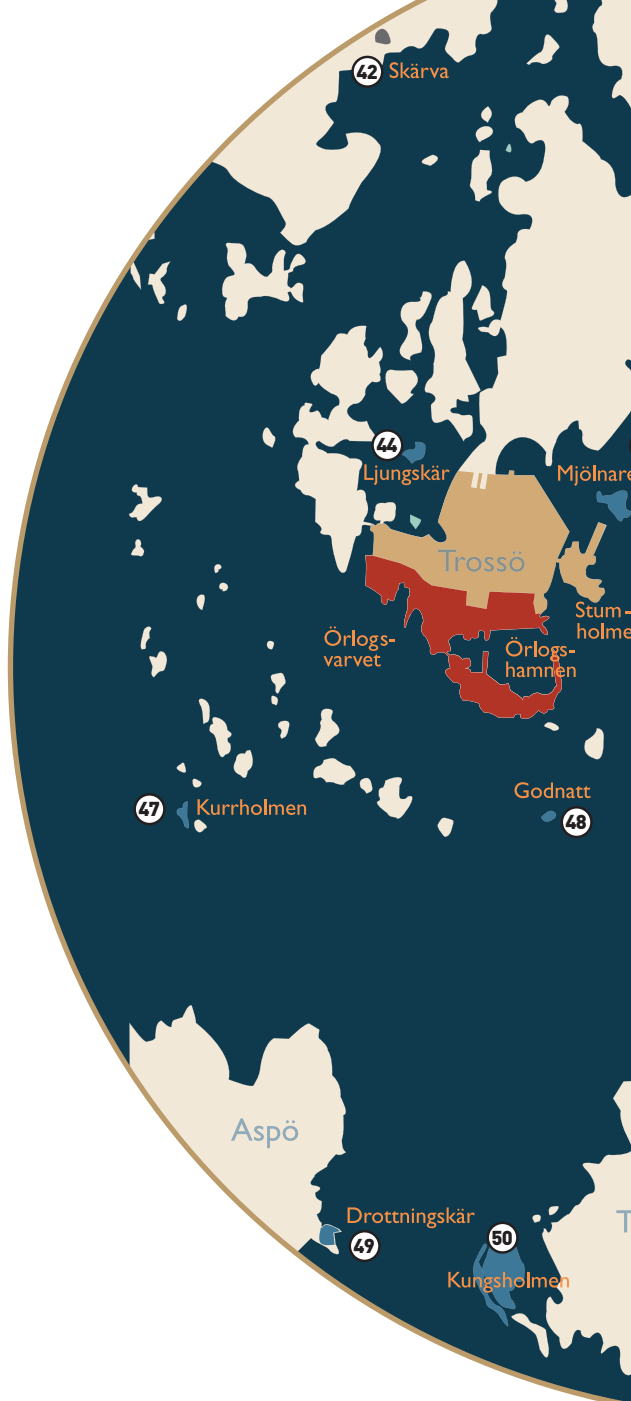 42 Skärva
44
Ljungskär
Mjölnare
Trossö
Stum-
holme
Örlogs-
varvet
Örlogs-
hamnen
Godnatt
47 Kurrholmen
48
Aspö
Drottningskär
49
50
Kungsholmen
T